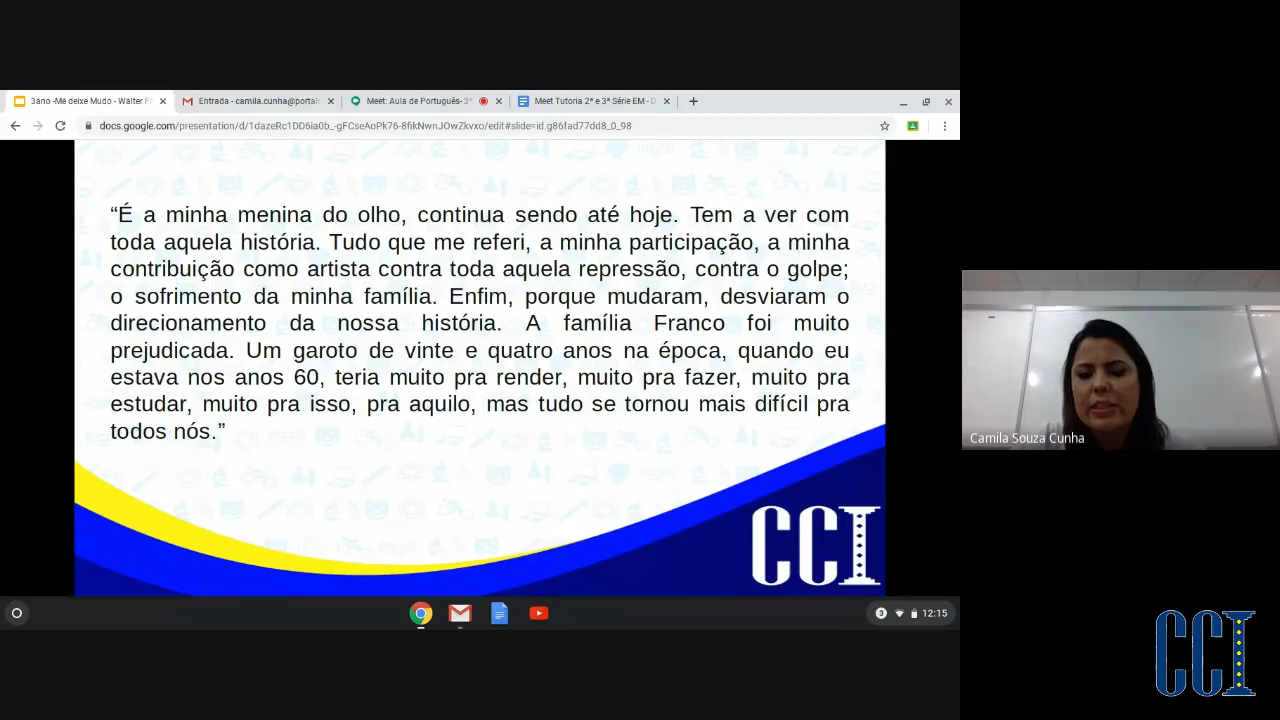 3ano -Me deixe Mudo - Walter Fr
Entrada - camila.cunha@portal
Meet: Aula de Português- 3ª
Meet Tutoria 2ª e 3ª Série EM - D
docs.google.com/presentation/d/1dazeRc1DD6ia0b_-gFCseAoPk76-8fikNwnJOwZkvxo/edit#slide=id.g86fad77dd8_0_98
“É a minha menina do olho, continua sendo até hoje. Tem a ver com
toda aquela história. Tudo que me referi, a minha participação, a minha
contribuição como artista contra toda aquela repressão, contra o golpe;
o sofrimento da minha família. Enfim, porque mudaram, desviaram o
direcionamento da nossa história. A família Franco foi muito
prejudicada. Um garoto de vinte e quatro anos na época, quando eu
estava nos anos 60, teria muito pra render, muito pra fazer, muito pra
estudar, muito pra isso, pra aquilo, mas tudo se tornou mais difícil pra
todos nós.”
CCI
Camila Souza Cunha
3
12:15
CCI